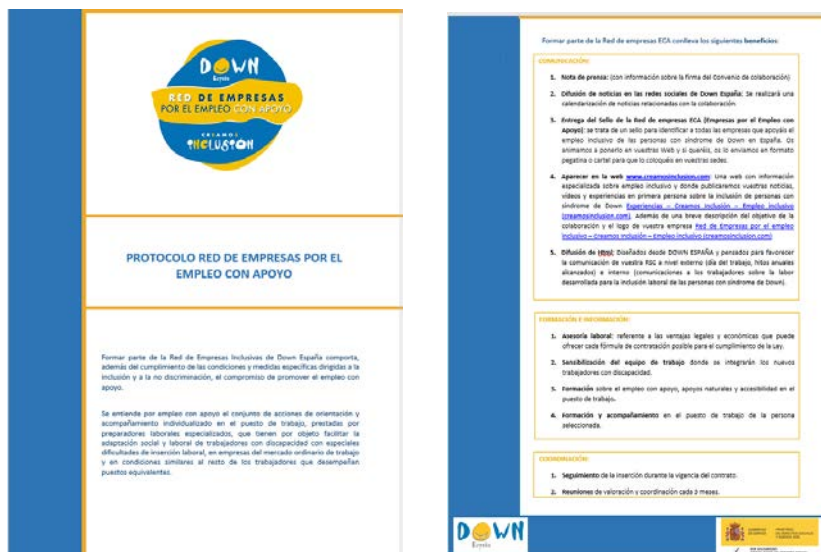 DOWN
España
RED DE EMPRESAS
POR EL EMPLEO CON APOYO
CREAMOS
INCLUSIÓN
PROTOCOLO RED DE EMPRESAS POR EL
EMPLEO CON APOYO
Formar parte de la Red de Empresas Inclusivas de Down España comporta,
además del cumplimiento de las condiciones y medidas específicas dirigidas a la
inclusión y a la no discriminación, el compromiso de promover el empleo con
apoyo.
Se entiende por empleo con apoyo el conjunto de acciones de orientación y
acompañamiento individualizado en el puesto de trabajo, prestadas por
preparadores laborales especializados, que tienen por objeto facilitar la
adaptación social y laboral de trabajadores con discapacidad con especiales
dificultades de inserción laboral, en empresas del mercado ordinario de trabajo
y en condiciones similares al resto de los trabajadores que desempeñan
puestos equivalentes.
Formar parte de la Red de empresas ECA conlleva los siguientes beneficios:
COMUNICACIÓN:
1. Nota de prensa: (con información sobre la firma del Convenio de colaboración)
2. Difusión de noticias en las redes sociales de Down España: Se realizará una
calendarización de noticias relacionadas con la colaboración.
3. Entrega del Sello de la Red de empresas ECA (Empresas por el Empleo con
Apoyo): se trata de un sello para identificar a todas las empresas que apoyáis el
empleo inclusivo de las personas con síndrome de Down en España. Os
animamos a ponerlo en vuestras Web y si queréis, os lo enviamos en formato
pegatina o cartel para que lo coloquéis en vuestras sedes.
4. Aparecer en la web www.creamosinclusion.com: Una web con información
especializada sobre empleo inclusivo y donde publicaremos vuestras noticias,
vídeos y experiencias en primera persona sobre la inclusión de personas con
síndrome de Down Experiencias – Creamos Inclusión – Empleo inclusivo
(creamosinclusion.com). Además de una breve descripción del objetivo de la
colaboración y el logo de vuestra empresa Red de Empresas por el empleo
inclusivo – Creamos Inclusión – Empleo inclusivo (creamosinclusion.com)
5. Difusión de Html: Diseñados desde DOWN ESPAÑA y pensados para favorecer
la comunicación de vuestra RSC a nivel externo (día del trabajo, hitos anuales
alcanzados) e interno (comunicaciones a los trabajadores sobre la labor
desarrollada para la inclusión laboral de las personas con síndrome de Down).
FORMACIÓN E INFORMACIÓN:
1. Asesoría laboral: referente a las ventajas legales y económicas que puede
ofrecer cada fórmula de contratación posible para el cumplimiento de la Ley.
2. Sensibilización del equipo de trabajo donde se integrarán los nuevos
trabajadores con discapacidad.
3. Formación sobre el empleo con apoyo, apoyos naturales y accesibilidad en el
puesto de trabajo.
4. Formación y acompañamiento en el puesto de trabajo de la persona
seleccionada.
COORDINACIÓN:
1. Seguimiento de la inserción durante la vigencia del contrato.
2. Reuniones de valoración y coordinación cada 3 meses.
DOWN
España